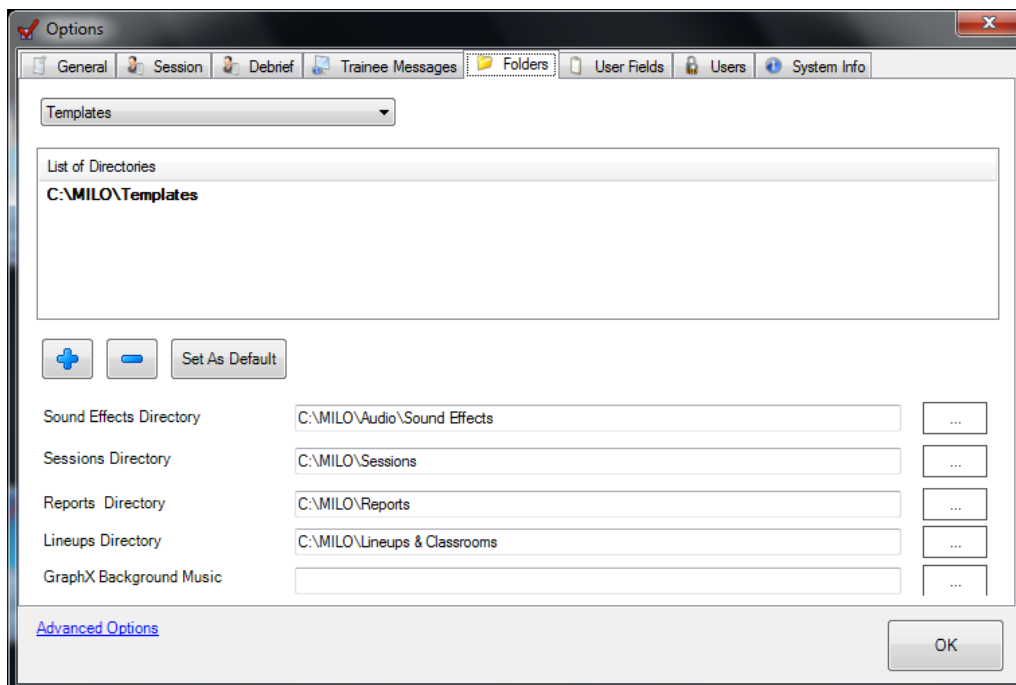 Options
General Session Debrief Trainee Messages Folders User Fields Users System Info
Templates
List of Directories
C:\MILO\Templates
Set As Default
Sound Effects Directory C:\MILO\Audio\Sound Effects ...
Sessions Directory C:\MILO\Sessions ...
Reports Directory C:\MILO\Reports ...
Lineups Directory C:\MILO\Lineups & Classrooms ...
GraphX Background Music ...
Advanced Options
OK